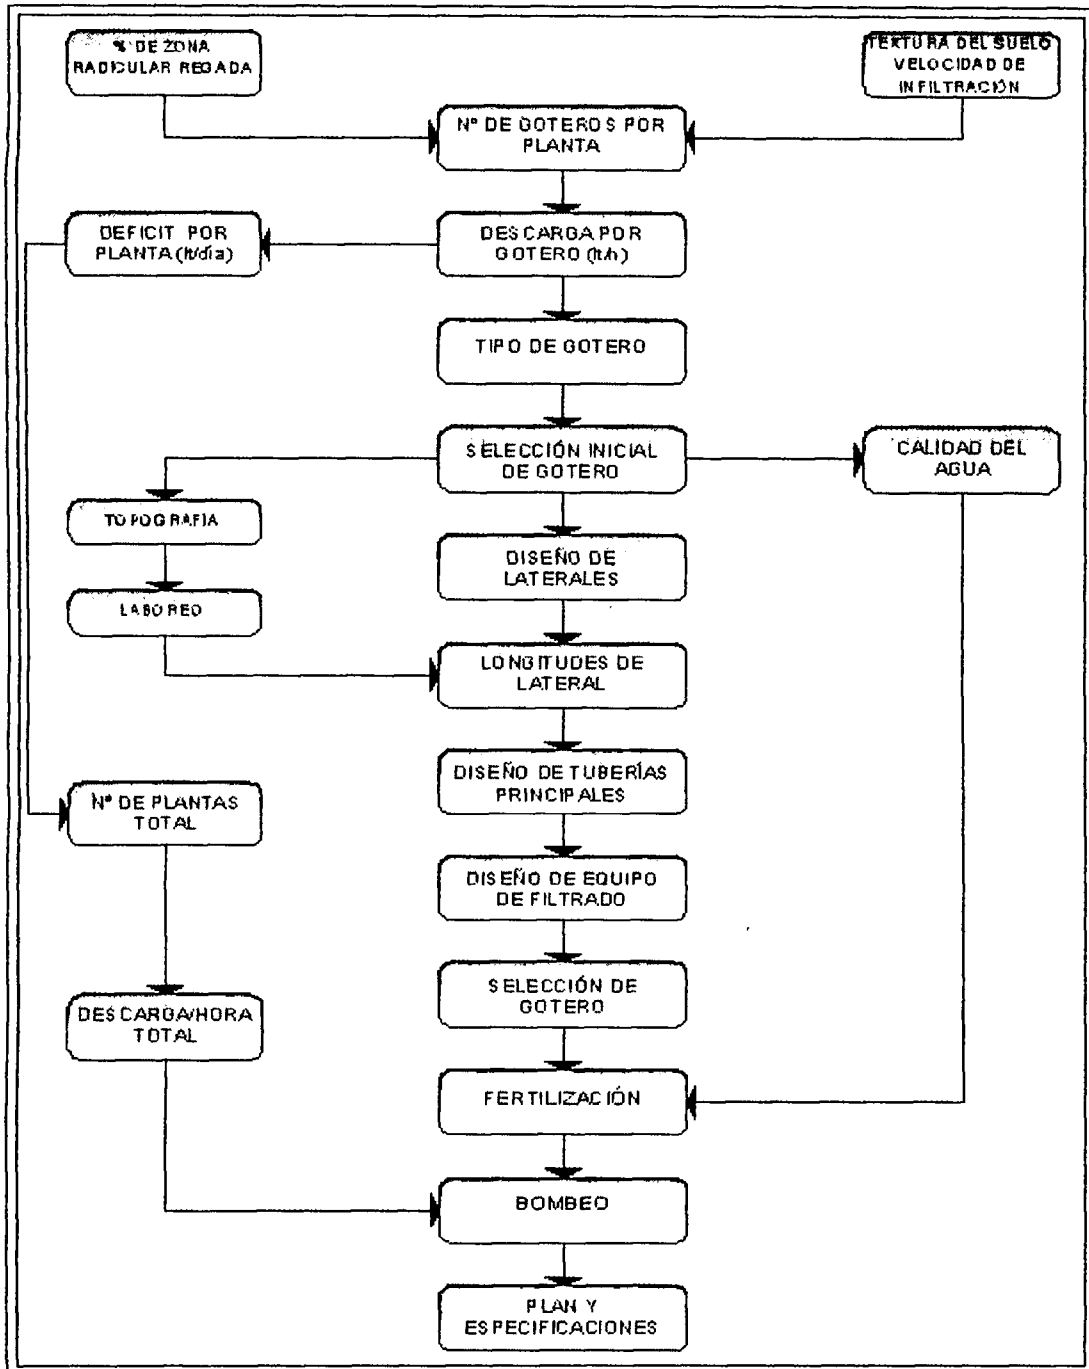 % DE ZONA
RADICULAR REGADA
TEXTURA DEL SUELO
VELOCIDAD DE
INFILTRACIÓN
Nº DE GOTEROS POR
PLANTA
DEFICIT POR
PLANTA (lt/día)
DESCARGA POR
GOTERO (lt/h)
TIPO DE GOTERO
SELECCIÓN INICIAL
DE GOTERO
CALIDAD DEL
AGUA
TOPOGRAFIA
DISEÑO DE
LATERALES
LABOREO
LONGITUDES DE
LATERAL
DISEÑO DE TUBERÍAS
PRINCIPALES
Nº DE PLANTAS
TOTAL
DISEÑO DE EQUIPO
DE FILTRADO
SELECCIÓN DE
GOTERO
DESCARGA/HORA
TOTAL
FERTILIZACIÓN
BOMBEO
PLAN Y
ESPECIFICACIONES